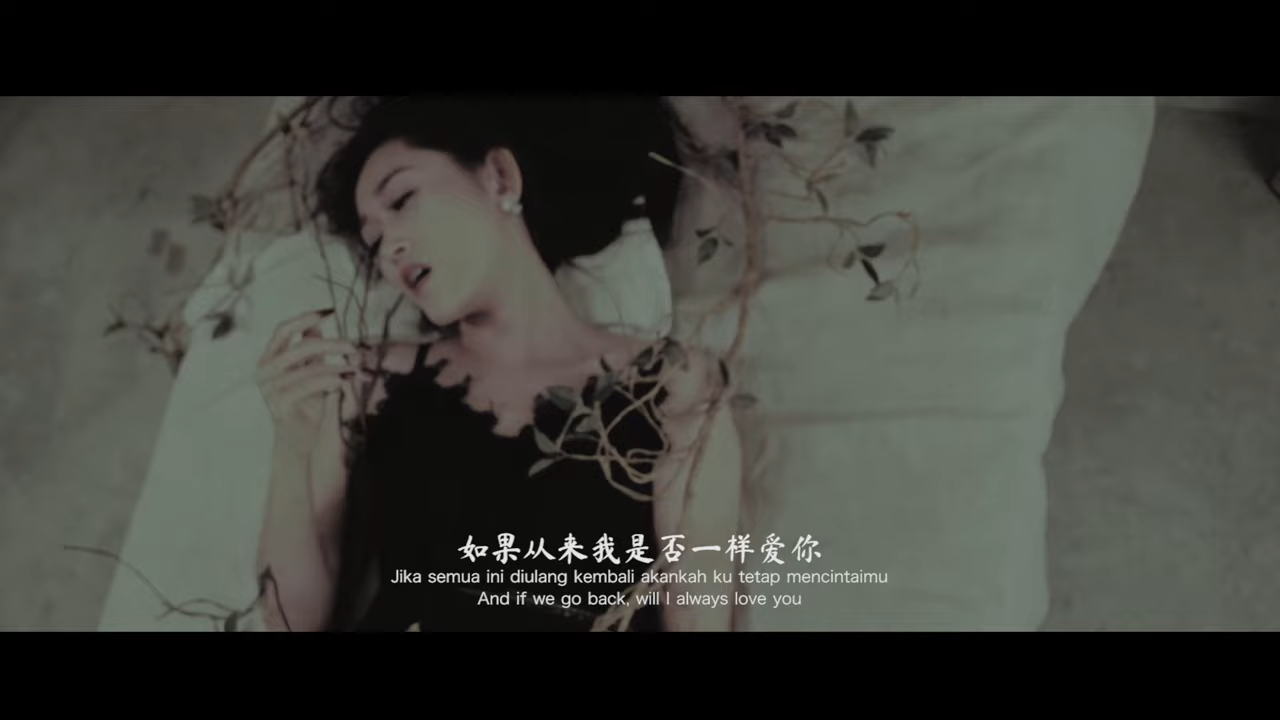 如果从来我是否一样爱你
Jika semua ini diulang kembali akankah ku tetap mencintaimu
And if we go back, will I always love you